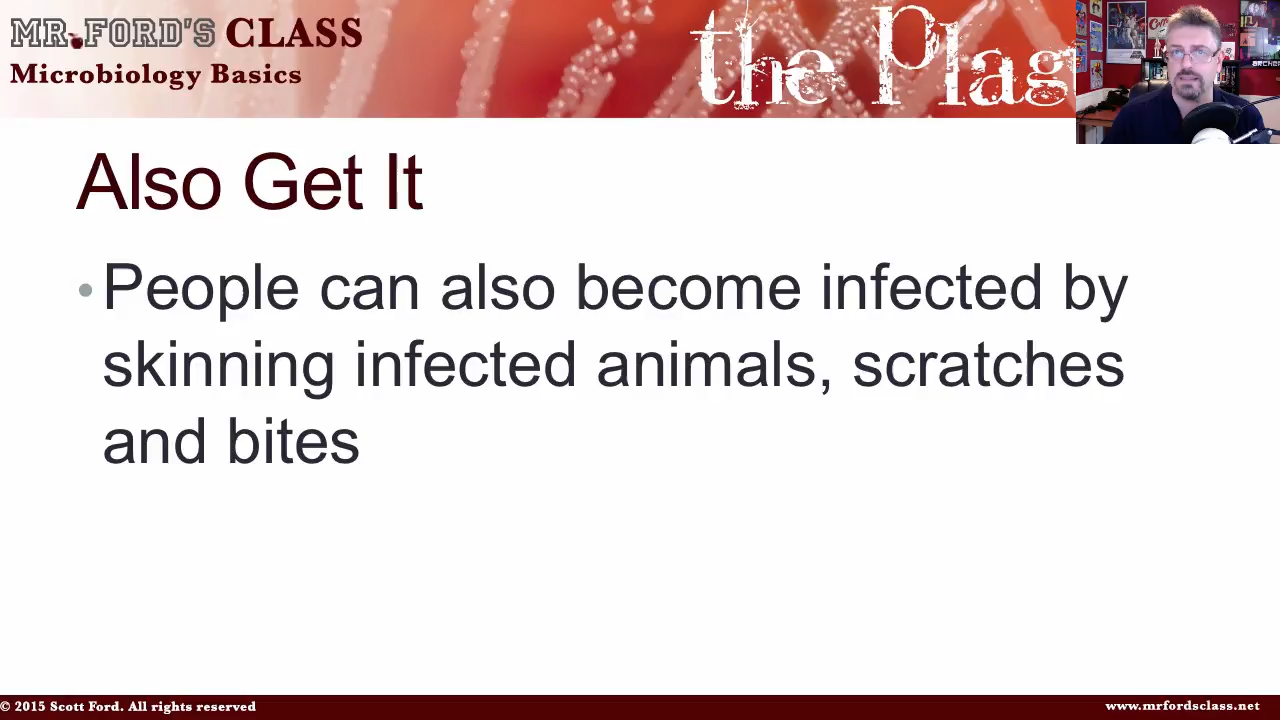 MR. FORD'S CLASS
Microbiology Basics
the Plag
Also Get It
• People can also become infected by
skinning infected animals, scratches
and bites
© 2015 Scott Ford. All rights reserved
www.mrfordsclass.net